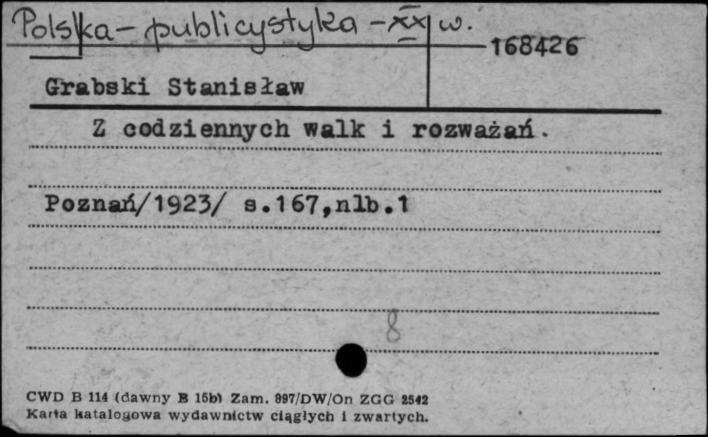 Polska - publicystyka - XX w.
168426
Grabski Stanisław
Z codziennych walk i rozważań.
Poznań/1923/ s.167,nlb.1
8
CWD B 114 (dawny B 15b) Zam. 997/DW/On ZGG 2542
Karta katalogowa wydawnictw ciągłych i zwartych.